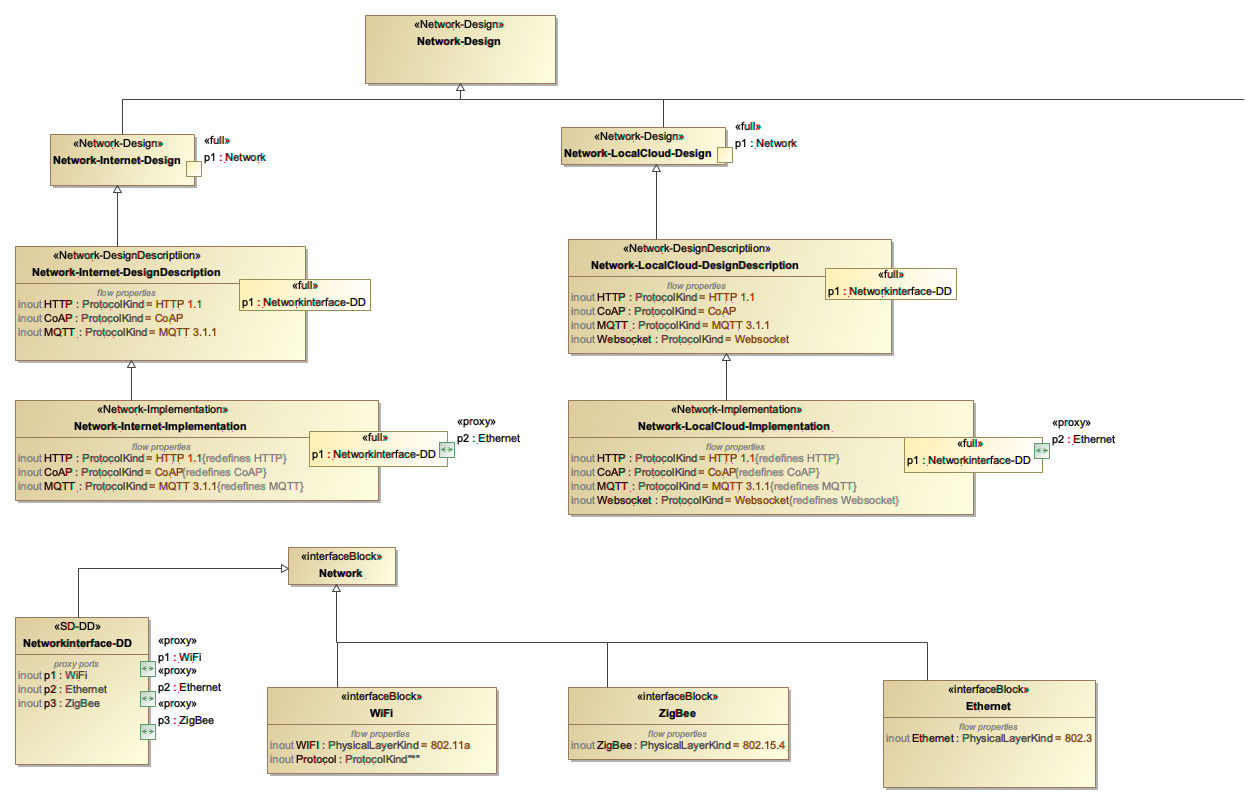 «Network-Design»
Network-Design
«Network-Design»
Network-Internet-Design
«full»
p1 : Network
«Network-Design»
Network-LocalCloud-Design
«full»
p1 : Network
«Network-DesignDescriptiion»
Network-Internet-DesignDescription
flow properties
inout HTTP : ProtocolKind = HTTP 1.1
inout CoAP : ProtocolKind = CoAP
inout MQTT : ProtocolKind = MQTT 3.1.1
«full»
p1 : Networkinterface-DD
«Network-DesignDescriptiion»
Network-LocalCloud-DesignDescription
flow properties
inout HTTP : ProtocolKind = HTTP 1.1
inout CoAP : ProtocolKind = CoAP
inout MQTT : ProtocolKind = MQTT 3.1.1
inout Websocket : ProtocolKind = Websocket
«full»
p1 : Networkinterface-DD
«Network-Implementation»
Network-Internet-Implementation
flow properties
inout HTTP : ProtocolKind = HTTP 1.1{redefines HTTP}
inout CoAP : ProtocolKind = CoAP{redefines CoAP}
inout MQTT : ProtocolKind = MQTT 3.1.1{redefines MQTT}
«full»
p1 : Networkinterface-DD
«proxy»
p2 : Ethernet
«Network-Implementation»
Network-LocalCloud-Implementation
flow properties
inout HTTP : ProtocolKind = HTTP 1.1{redefines HTTP}
inout CoAP : ProtocolKind = CoAP{redefines CoAP}
inout MQTT : ProtocolKind = MQTT 3.1.1{redefines MQTT}
inout Websocket : ProtocolKind = Websocket{redefines Websocket}
«full»
p1 : Networkinterface-DD
«proxy»
p2 : Ethernet
«interfaceBlock»
Network
«SD-DD»
Networkinterface-DD
proxy ports
inout p1 : WiFi
inout p2 : Ethernet
inout p3 : ZigBee
«proxy»
p1 : WiFi
«proxy»
p2 : Ethernet
«proxy»
p3 : ZigBee
«interfaceBlock»
WiFi
flow properties
inout WIFI : PhysicalLayerKind = 802.11a
inout Protocol : ProtocolKind"*"
«interfaceBlock»
ZigBee
flow properties
inout ZigBee : PhysicalLayerKind = 802.15.4
«interfaceBlock»
Ethernet
flow properties
inout Ethernet : PhysicalLayerKind = 802.3